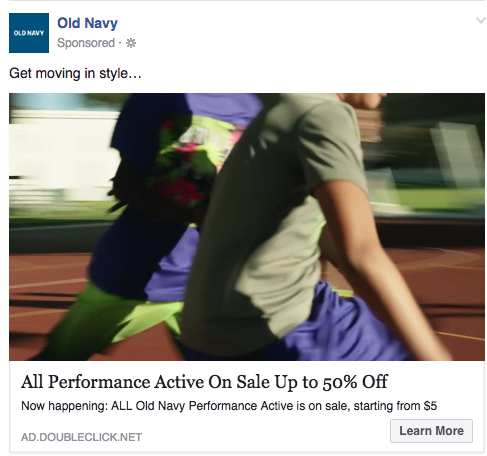 OLD NAVY
Old Navy
Sponsored ·
Get moving in style…
All Performance Active On Sale Up to 50% Off
Now happening: ALL Old Navy Performance Active is on sale, starting from $5
AD.DOUBLECLICK.NET
Learn More